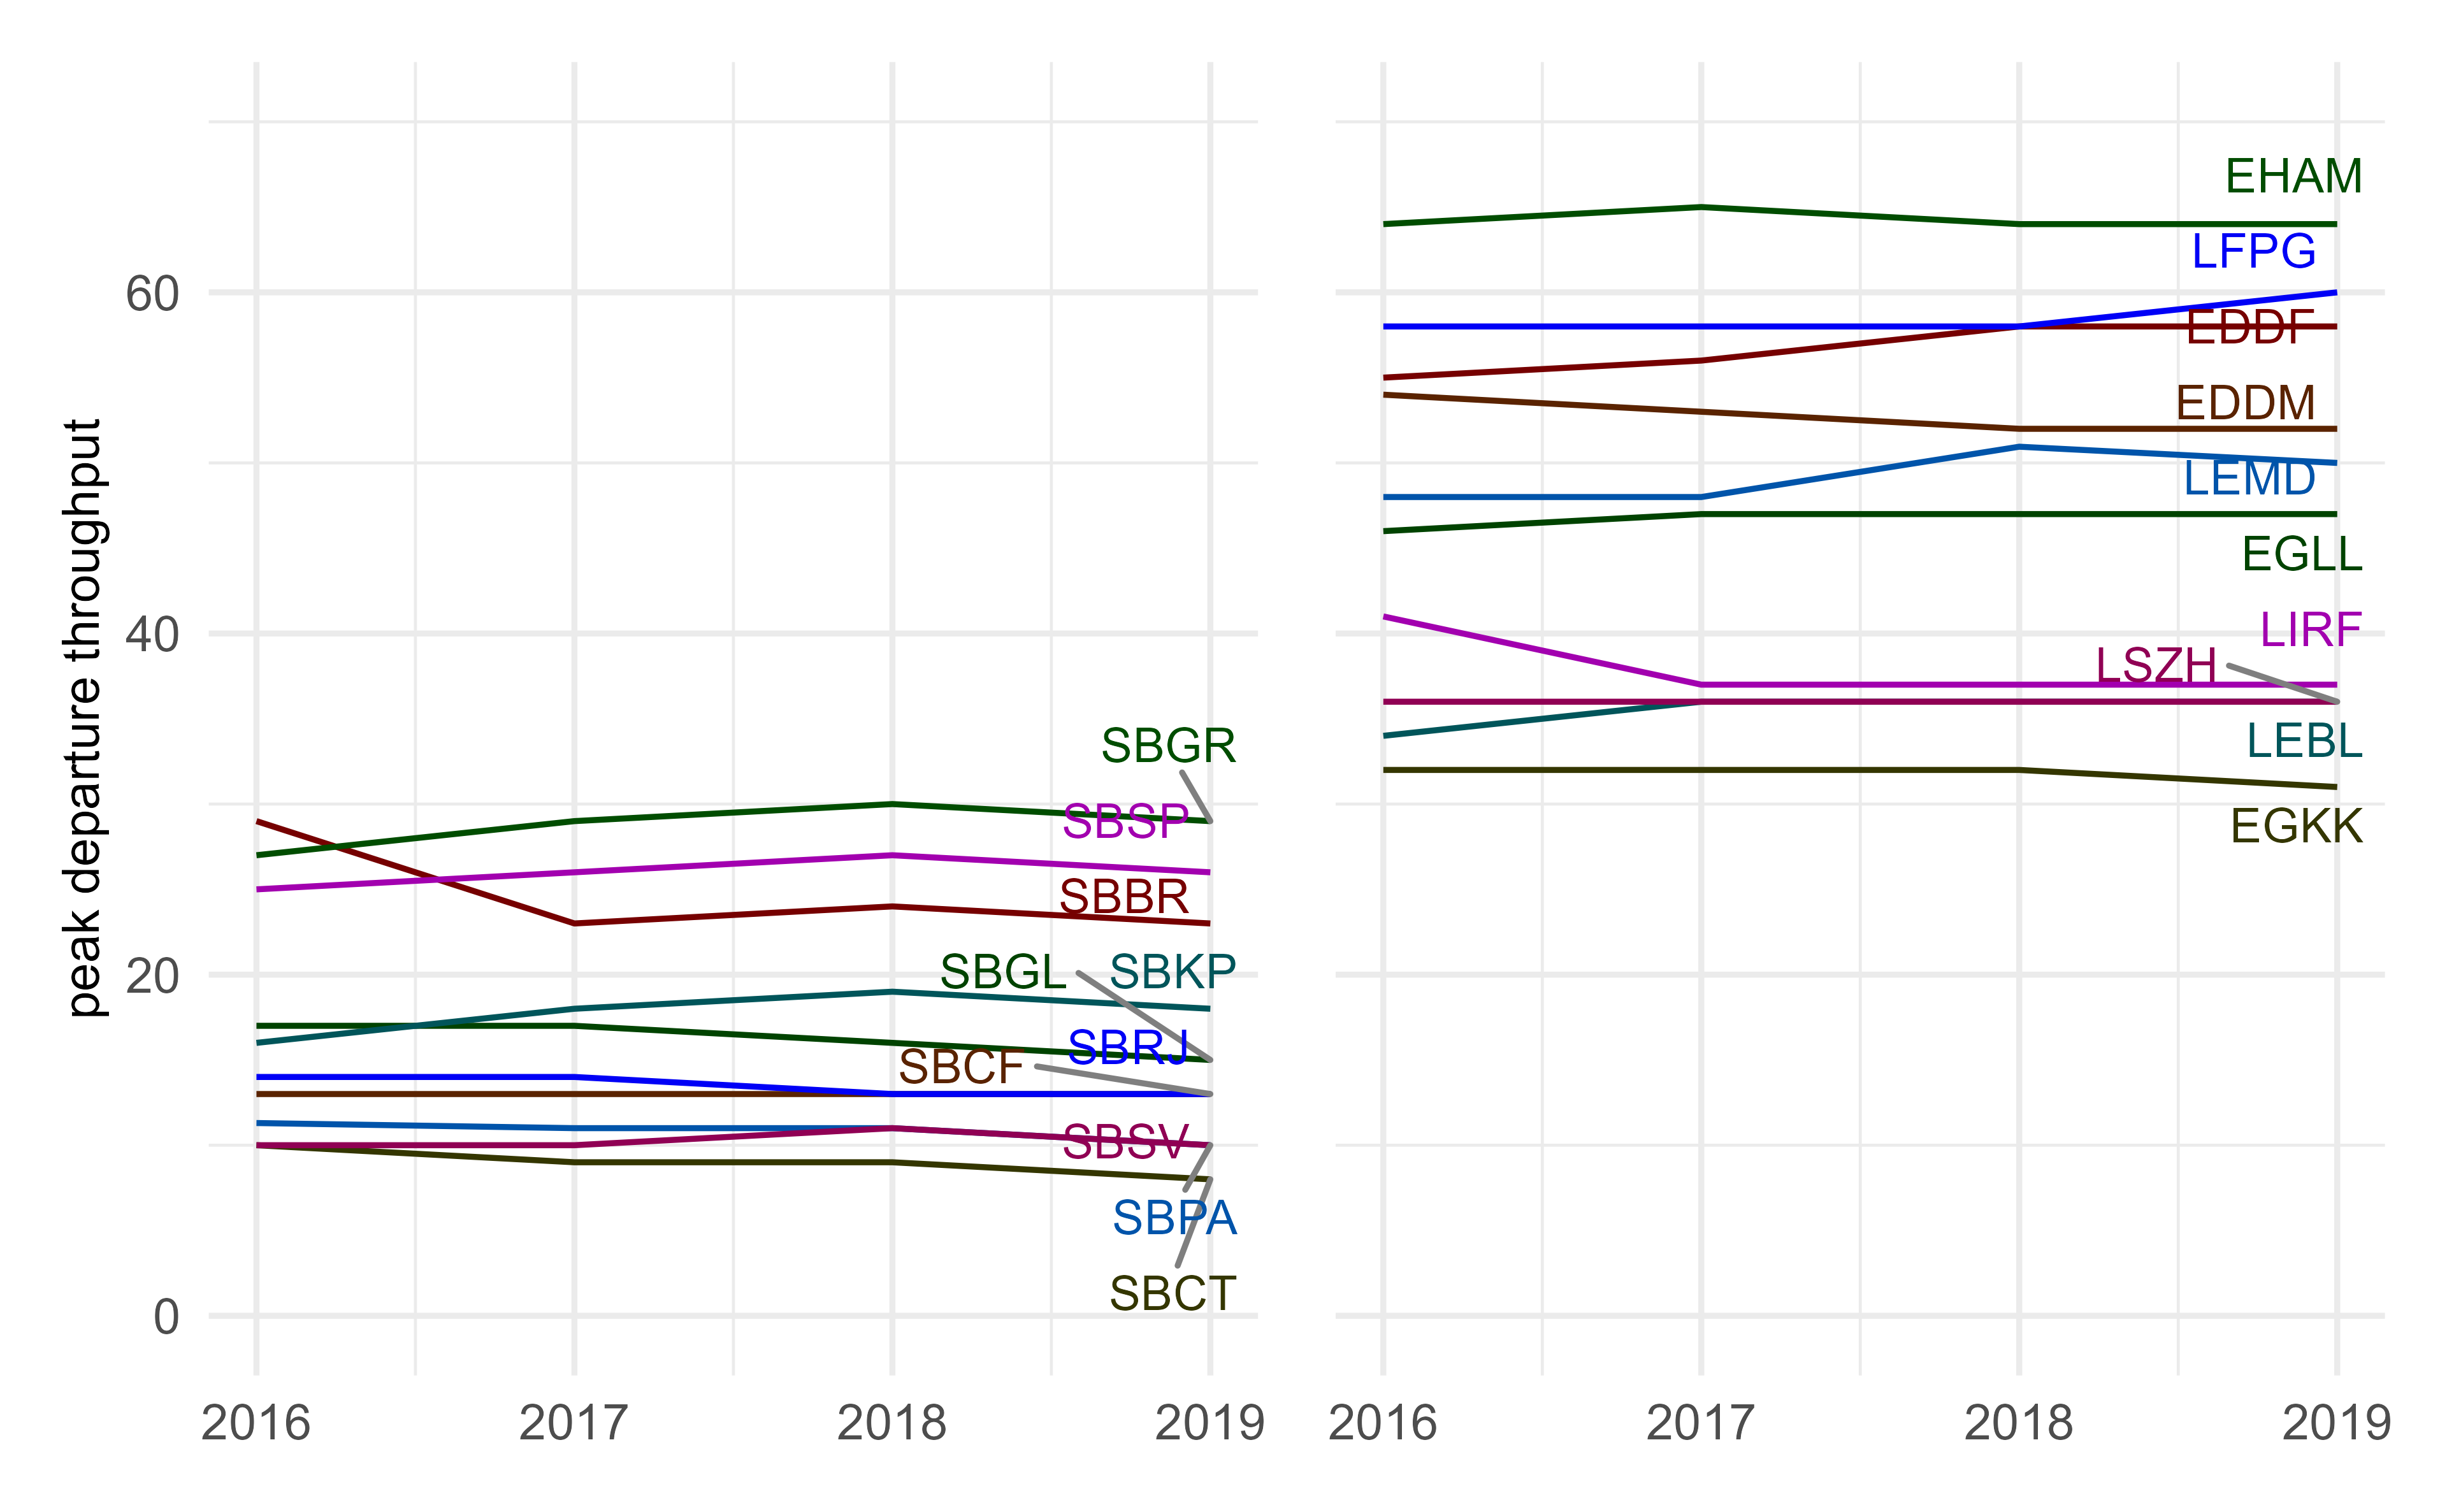 peak departure throughput
60
40
20
0
SBGR
SBSP
SBBR
SBGL
SBKP
SBRJ
SBCF
SBSV
SBPA
SBCT
2016
2017
2018
2019
EHAM
LFPG
EDDF
EDDM
LEMD
EGLL
LIRF
LSZH
LEBL
EGKK
2016
2017
2018
2019